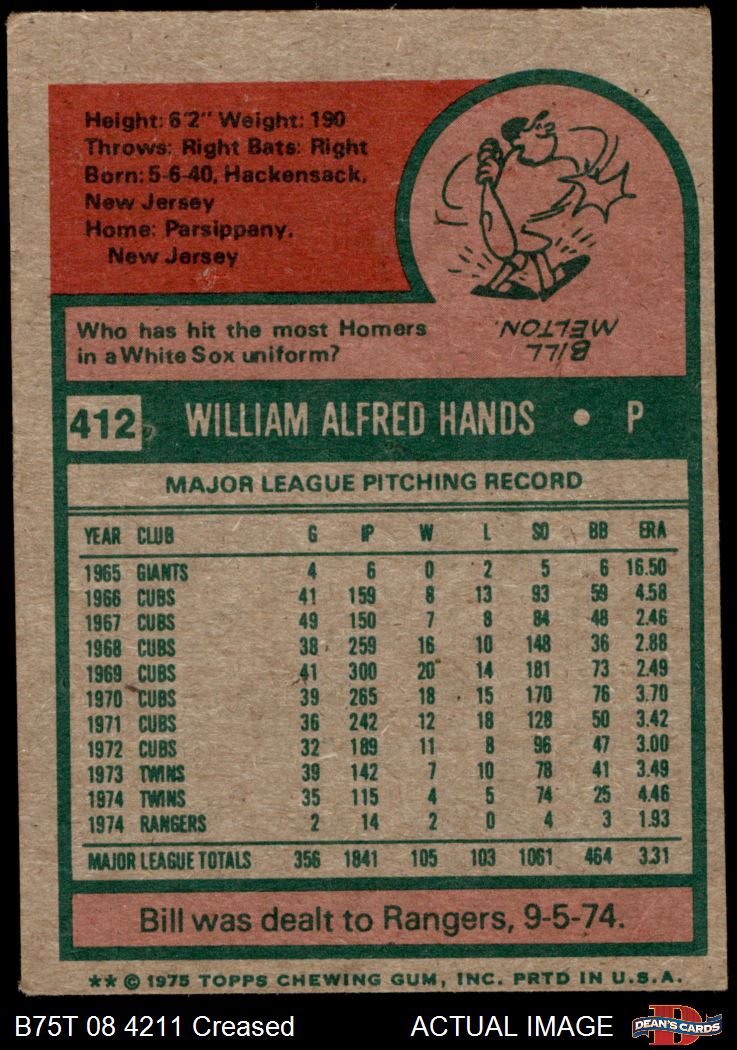 Height: 6'2" Weight: 190
Throws: Right Bats: Right
Born: 5-6-40, Hackensack,
New Jersey
Home: Parsippany,
New Jersey
Who has hit the most Homers
in a White Sox uniform?
BILL
MELTON.
412 WILLIAM ALFRED HANDS • P
MAJOR LEAGUE PITCHING RECORD
YEAR CLUB G IP W L SO BB ERA
1965 GIANTS 4 6 0 2 5 6 16.50
1966 CUBS 41 159 8 13 93 59 4.58
1967 CUBS 49 150 7 8 84 48 2.46
1968 CUBS 38 259 16 10 148 36 2.88
1969 CUBS 41 300 20 14 181 73 2.49
1970 CUBS 39 265 18 15 170 76 3.70
1971 CUBS 36 242 12 18 128 50 3.42
1972 CUBS 32 189 11 8 96 47 3.00
1973 TWINS 39 142 7 10 78 41 3.49
1974 TWINS 35 115 4 5 74 25 4.46
1974 RANGERS 2 14 2 0 4 3 1.93
MAJOR LEAGUE TOTALS 356 1841 105 103 1061 464 3.31
Bill was dealt to Rangers, 9-5-74.
** © 1975 TOPPS CHEWING GUM, INC. PRTD IN U.S.A.
B75T 08 4211 Creased ACTUAL IMAGE
D
DEAN'S CARDS